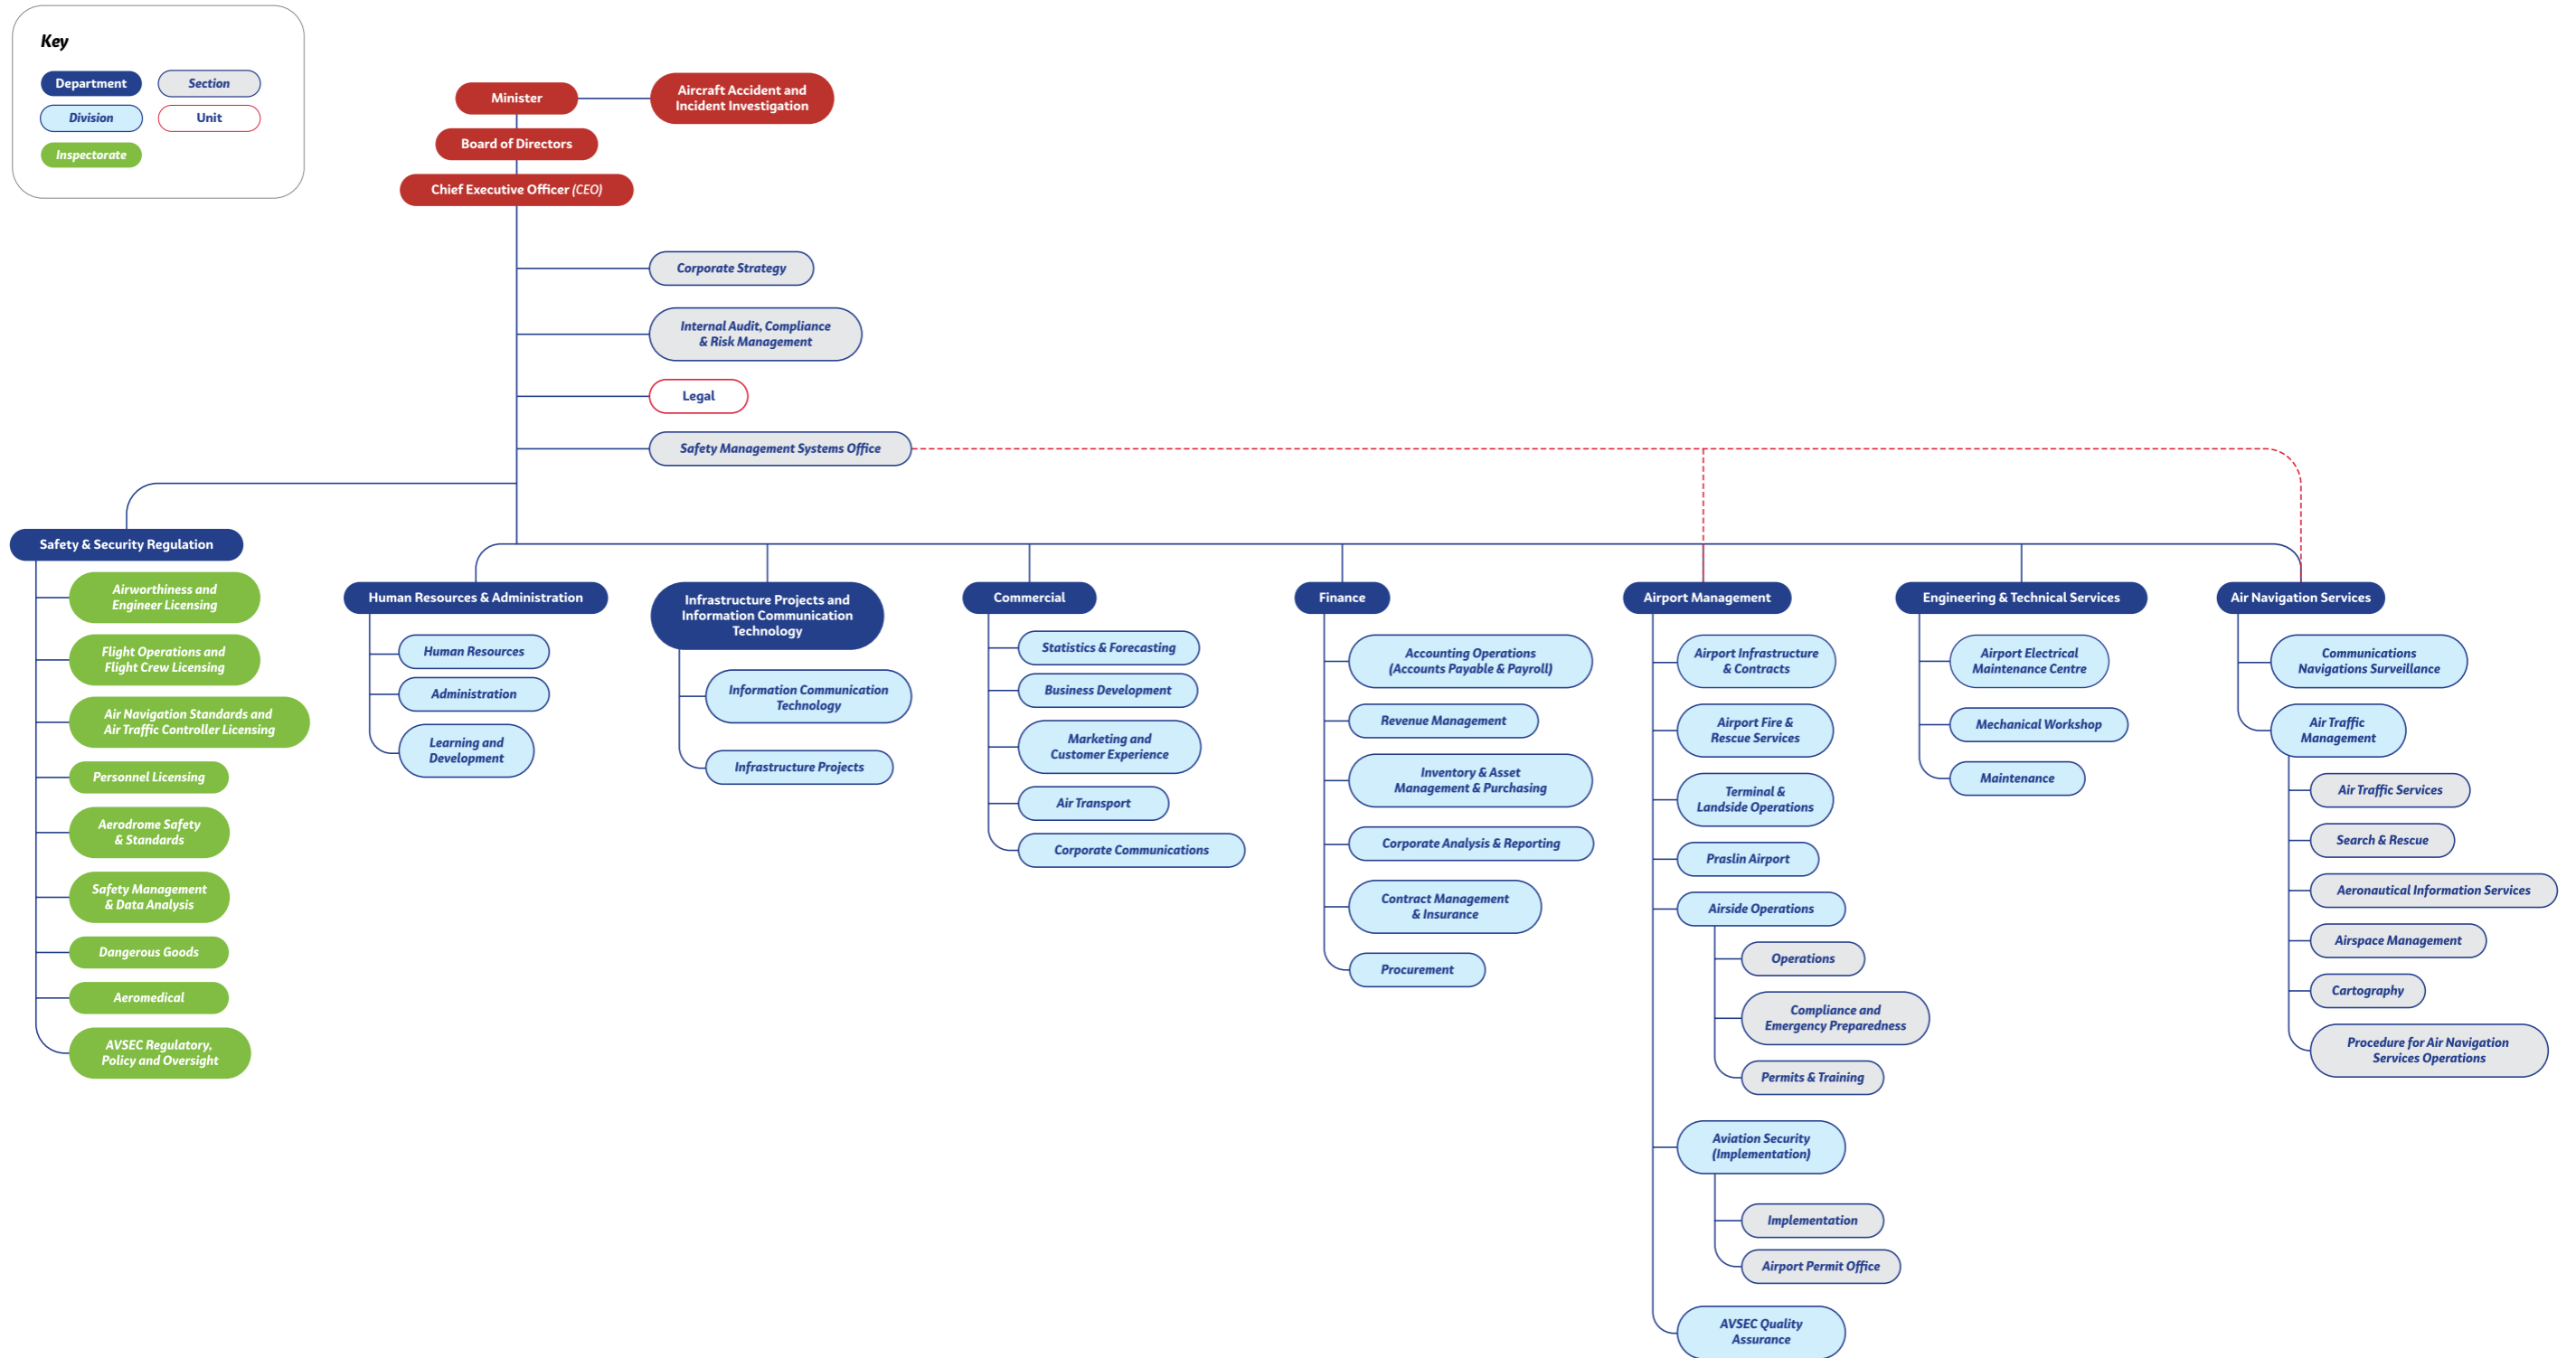 Key
Department
Section
Division
Unit
Inspectorate
Minister
Aircraft Accident and
Incident Investigation
Board of Directors
Chief Executive Officer (CEO)
Corporate Strategy
Internal Audit, Compliance
& Risk Management
Legal
Safety Management Systems Office
Safety & Security Regulation
Airworthiness and
Engineer Licensing
Flight Operations and
Flight Crew Licensing
Air Navigation Standards and
Air Traffic Controller Licensing
Personnel Licensing
Aerodrome Safety
& Standards
Safety Management
& Data Analysis
Dangerous Goods
Aeromedical
AVSEC Regulatory,
Policy and Oversight
Human Resources & Administration
Human Resources
Administration
Learning and
Development
Infrastructure Projects and
Information Communication
Technology
Information Communication
Technology
Infrastructure Projects
Commercial
Statistics & Forecasting
Business Development
Marketing and
Customer Experience
Air Transport
Corporate Communications
Finance
Accounting Operations
(Accounts Payable & Payroll)
Revenue Management
Inventory & Asset
Management & Purchasing
Corporate Analysis & Reporting
Contract Management
& Insurance
Procurement
Airport Management
Airport Infrastructure
& Contracts
Airport Fire &
Rescue Services
Terminal &
Landside Operations
Praslin Airport
Airside Operations
Operations
Compliance and
Emergency Preparedness
Permits & Training
Aviation Security
(Implementation)
Implementation
Airport Permit Office
AVSEC Quality
Assurance
Engineering & Technical Services
Airport Electrical
Maintenance Centre
Mechanical Workshop
Maintenance
Air Navigation Services
Communications
Navigations Surveillance
Air Traffic
Management
Air Traffic Services
Search & Rescue
Aeronautical Information Services
Airspace Management
Cartography
Procedure for Air Navigation
Services Operations